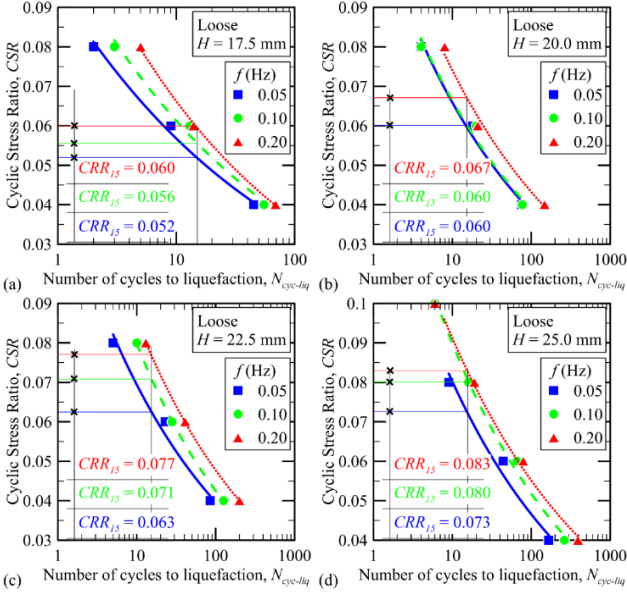 0.09
0.08
0.07
0.06
0.05
0.04
0.03
Cyclic Stress Ratio, CSR
Loose
H = 17.5 mm
f (Hz)
0.05
0.10
0.20
CRR15 = 0.060
CRR15 = 0.056
CRR15 = 0.052
1 10 100
(a) Number of cycles to liquefaction, Ncyc-liq
0.09
0.08
0.07
0.06
0.05
0.04
0.03
Cyclic Stress Ratio, CSR
Loose
H = 20.0 mm
f (Hz)
0.05
0.10
0.20
CRR15 = 0.067
CRR15 = 0.060
CRR15 = 0.060
1 10 100 1000
(b) Number of cycles to liquefaction, Ncyc-liq
0.09
0.08
0.07
0.06
0.05
0.04
0.03
Cyclic Stress Ratio, CSR
Loose
H = 22.5 mm
f (Hz)
0.05
0.10
0.20
CRR15 = 0.077
CRR15 = 0.071
CRR15 = 0.063
1 10 100 1000
(c) Number of cycles to liquefaction, Ncyc-liq
0.1
0.09
0.08
0.07
0.06
0.05
0.04
Cyclic Stress Ratio, CSR
Loose
H = 25.0 mm
f (Hz)
0.05
0.10
0.20
CRR15 = 0.083
CRR15 = 0.080
CRR15 = 0.073
1 10 100 1000
(d) Number of cycles to liquefaction, Ncyc-liq